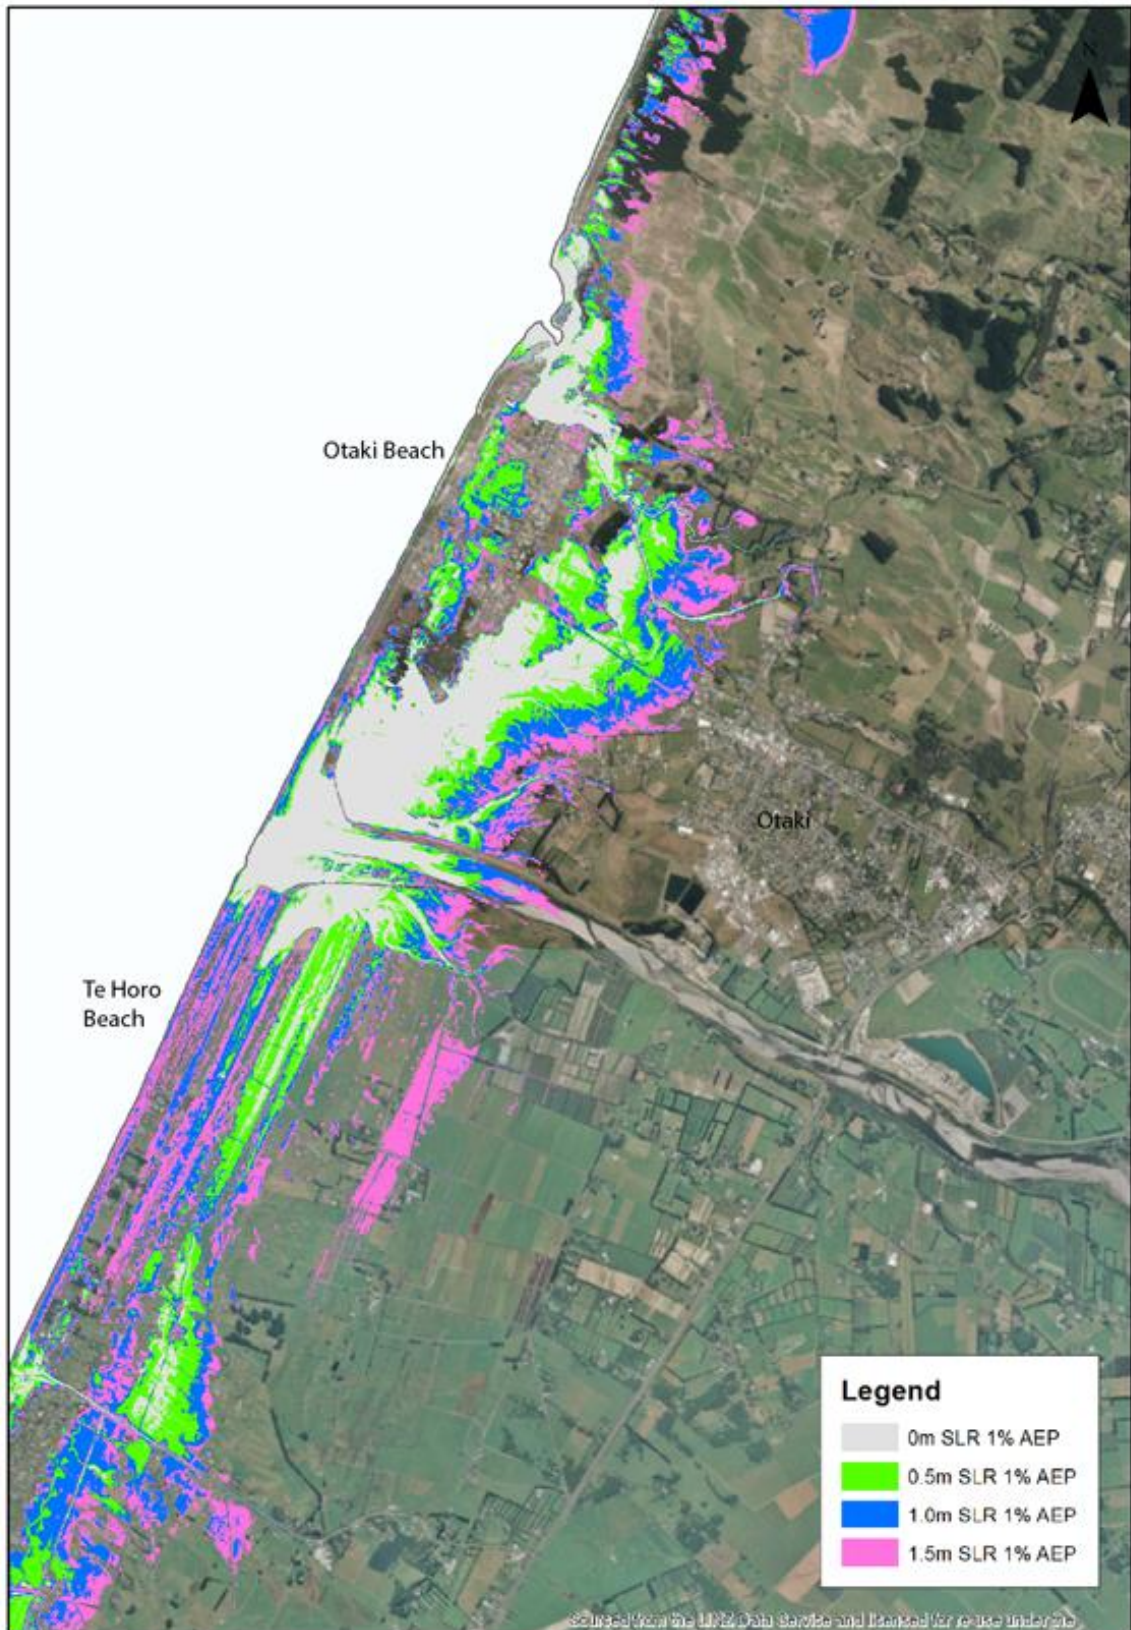 N
Otaki Beach
Otaki
Te Horo
Beach
Legend
0m SLR 1% AEP
0.5m SLR 1% AEP
1.0m SLR 1% AEP
1.5m SLR 1% AEP
Sourced from the LINZ Data Service and licensed for re-use under the